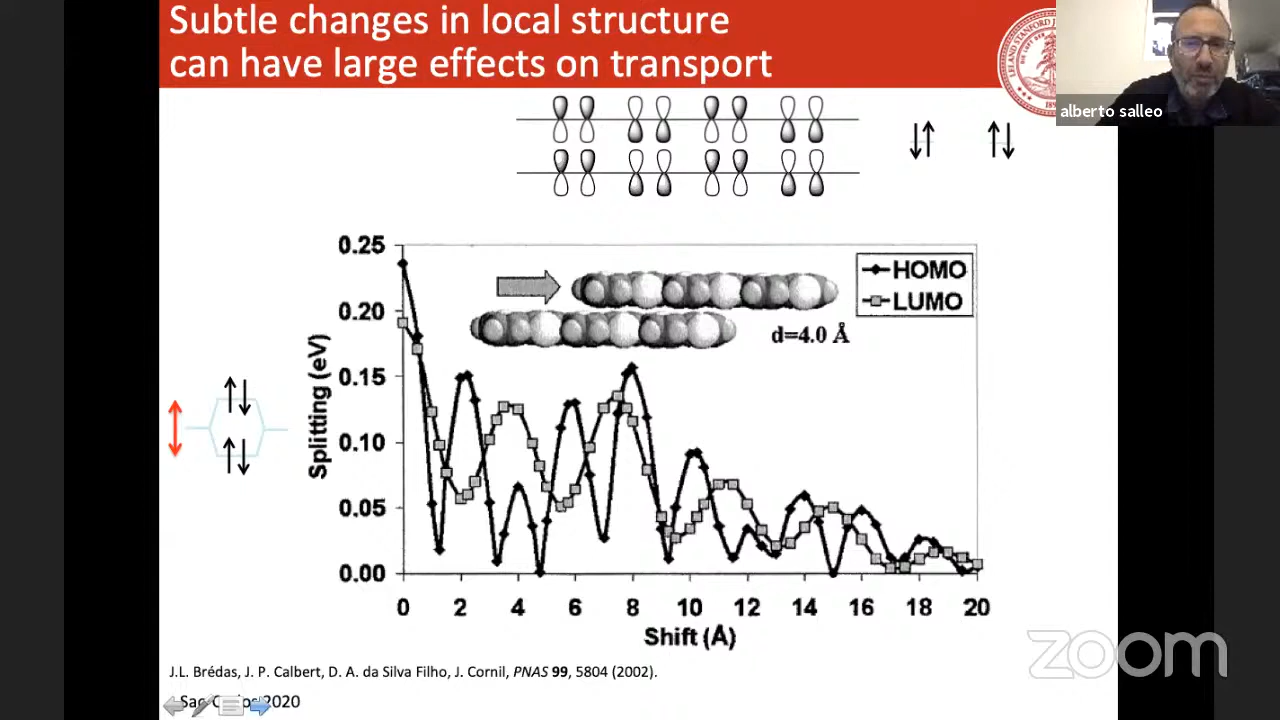 Subtle changes in local structure
can have large effects on transport
alberto salleo
0.25
0.20
0.15
0.10
0.05
0.00
Splitting (eV)
HOMO
LUMO
d=4.0 Å
0 2 4 6 8 10 12 14 16 18 20
Shift (Å)
zoom
J.L. Brédas, J. P. Calbert, D. A. da Silva Filho, J. Cornil, PNAS 99, 5804 (2002).
2020